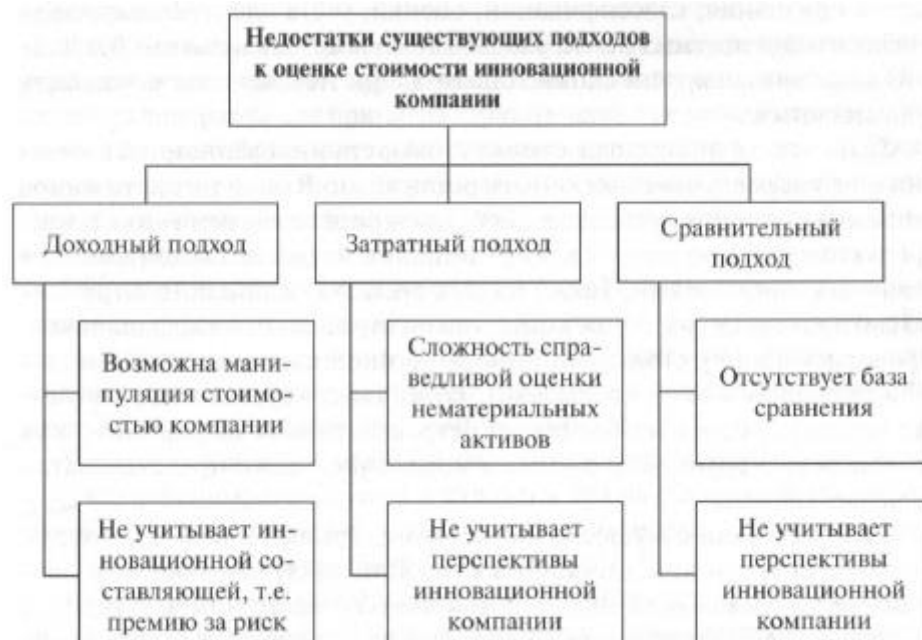 Недостатки существующих подходов
к оценке стоимости инновационной
компании
Доходный подход
Затратный подход
Сравнительный
подход
Возможна мани-
пуляция стоимо-
стью компании
Сложность спра-
ведливой оценки
нематериальных
активов
Отсутствует база
сравнения
Не учитывает ин-
новационной со-
ставляющей, т.е.
премию за риск
Не учитывает
перспективы
инновационной
компании
Не учитывает
перспективы
инновационной
компании